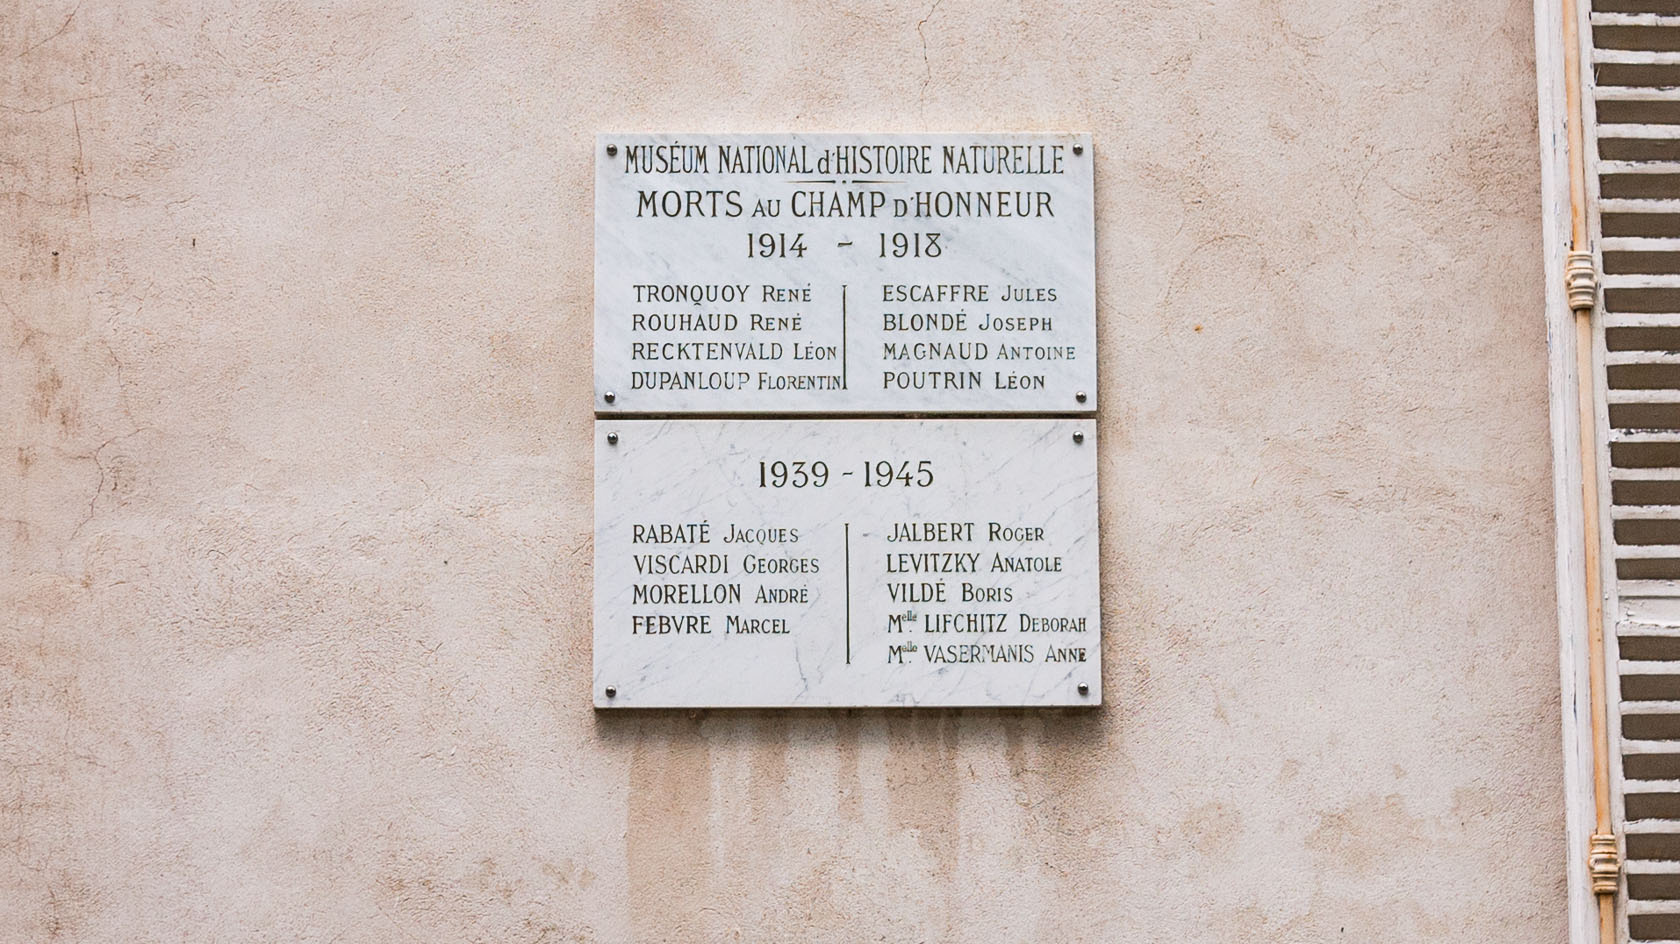 MUSÉUM NATIONAL d'HISTOIRE NATURELLE
MORTS AU CHAMP D'HONNEUR
1914 - 1918
TRONQUOY RENÉ
ROUHAUD RENÉ
RECKTENVALD LÉON
DUPANLOUP FLORENTIN
ESCAFFRE JULES
BLONDÉ JOSEPH
MAGNAUD ANTOINE
POUTRIN LÉON
1939 - 1945
RABATÉ JACQUES
VISCARDI GEORGES
MORELLON ANDRÉ
FEBVRE MARCEL
JALBERT ROGER
LEVITZKY ANATOLE
VILDÉ BORIS
Melle. LIFCHITZ DEBORAH
Melle. VASERMANIS ANNE